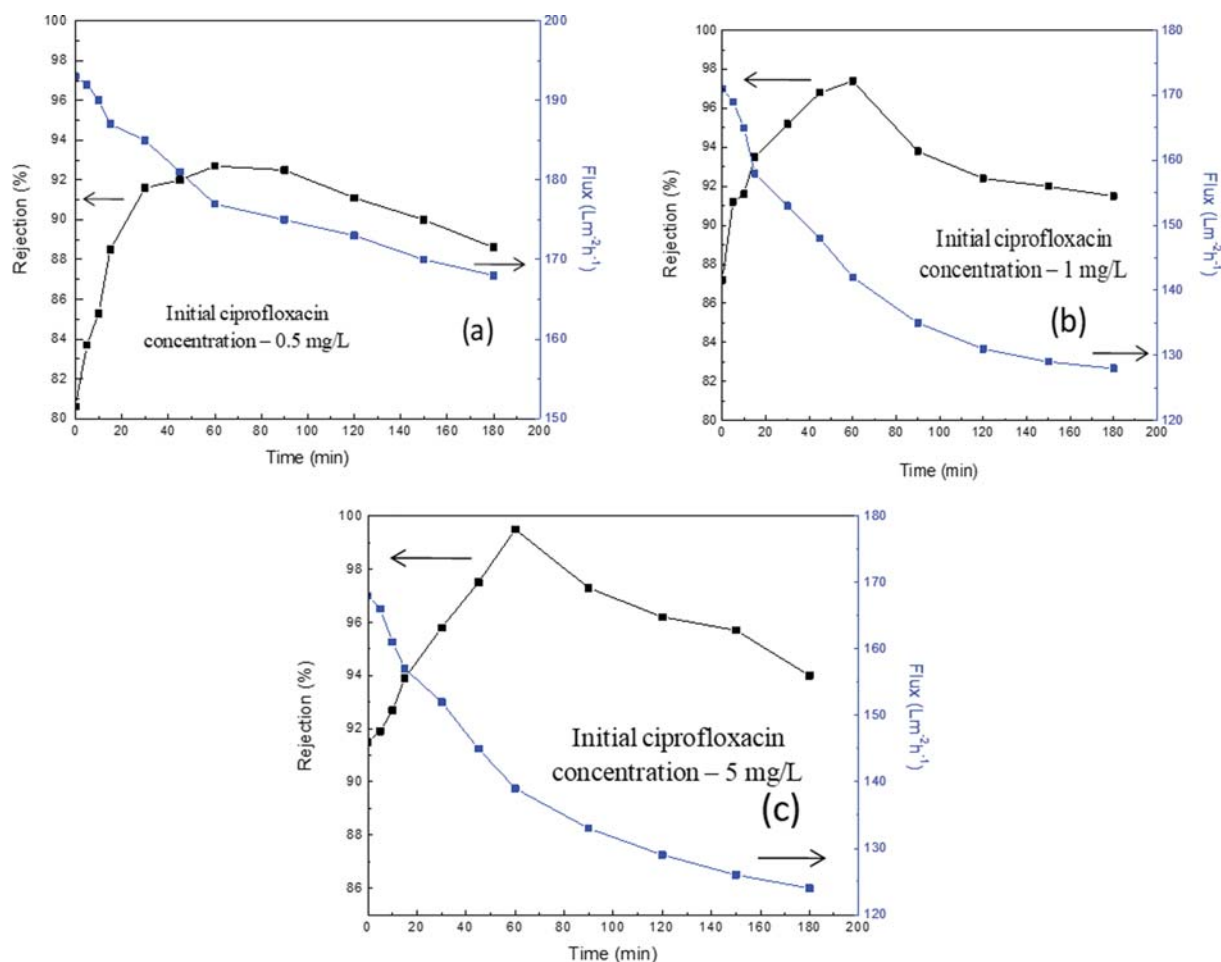 100
98
96
94
92
90
88
86
84
82
80
Rejection (%)
0 20 40 60 80 100 120 140 160 180 200
Time (min)
200
190
180
170
160
150
Flux (Lm⁻²h⁻¹)
Initial ciprofloxacin
concentration – 0.5 mg/L
(a)
100
98
96
94
92
90
88
86
84
82
80
Rejection (%)
0 20 40 60 80 100 120 140 160 180 200
Time (min)
180
170
160
150
140
130
120
Flux (Lm⁻²h⁻¹)
Initial ciprofloxacin
concentration – 1 mg/L
(b)
100
98
96
94
92
90
88
86
Rejection (%)
0 20 40 60 80 100 120 140 160 180 200
Time (min)
180
170
160
150
140
130
120
Flux (Lm⁻²h⁻¹)
Initial ciprofloxacin
concentration – 5 mg/L
(c)